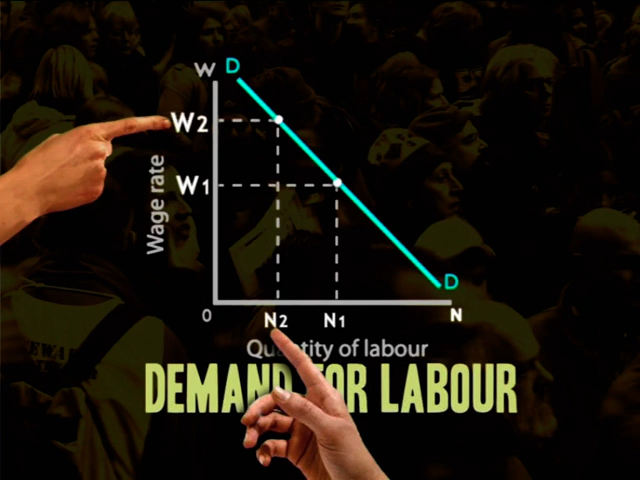 W D
W2
W1
Wage rate
D
0 N2 N1 N
Quantity of labour
DEMAND FOR LABOUR